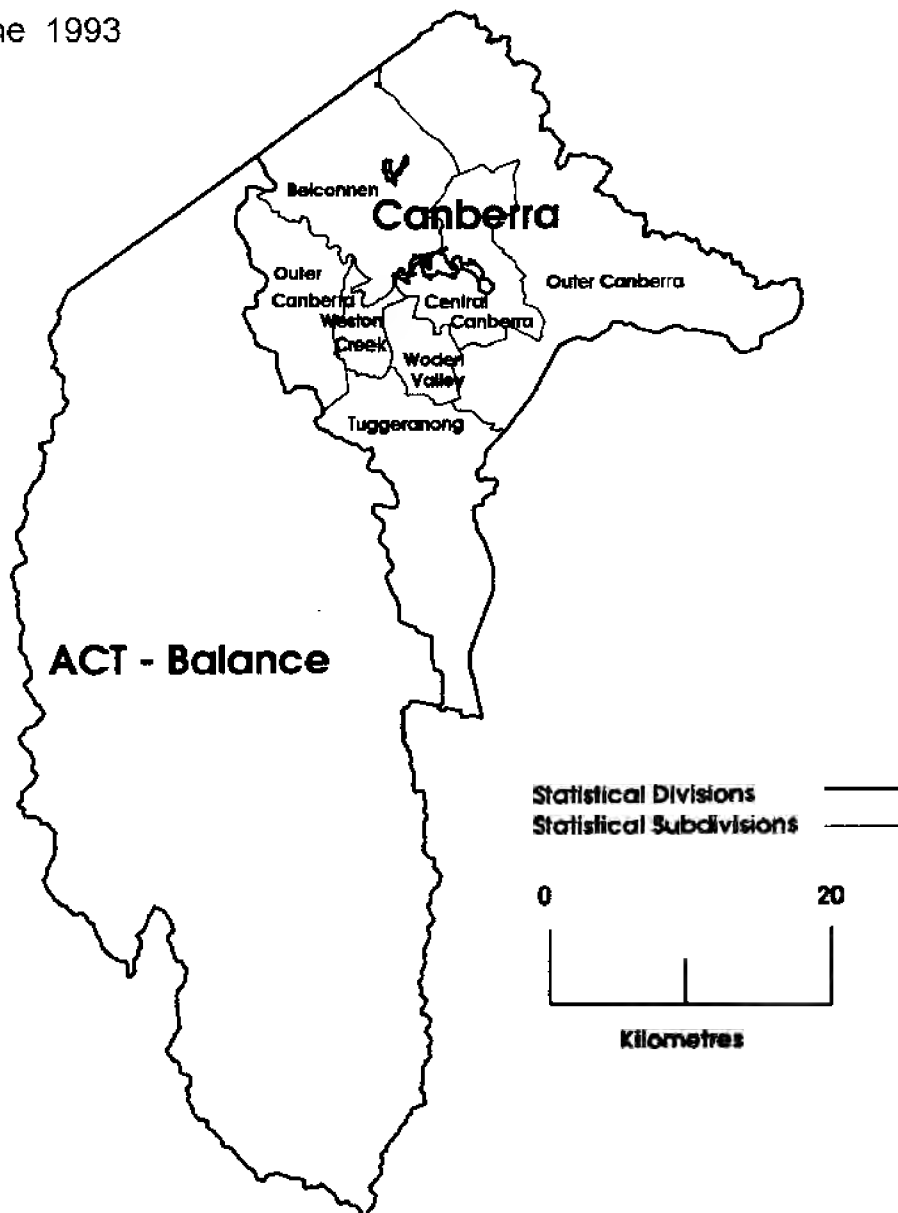 1993
Belconnen
Canberra
Outer
Canberra
Outer Canberra
Central
Canberra
Weston
Creek
Woden
Valley
Tuggeranong
ACT - Balance
Statistical Divisions
Statistical Subdivisions
0 20
Kilometres